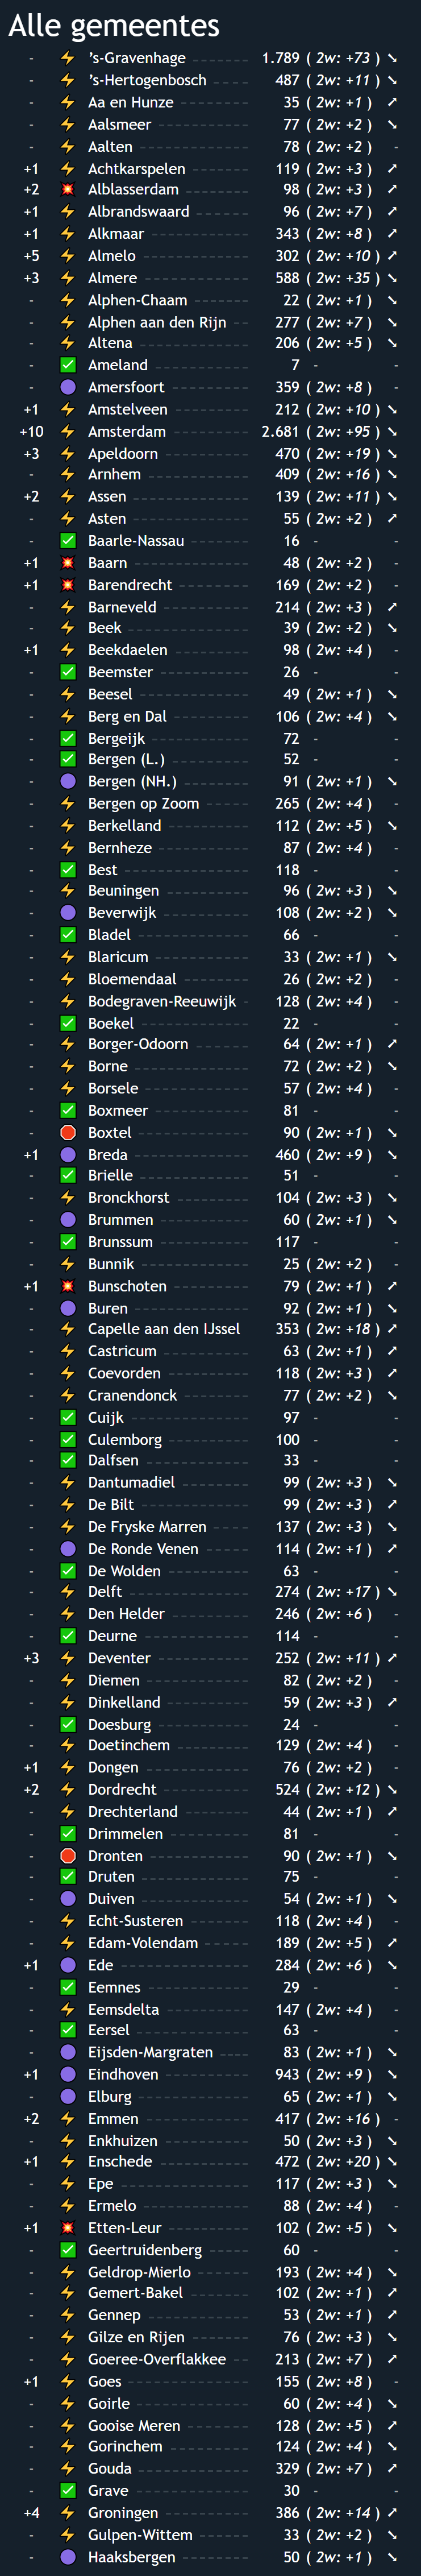 Alle gemeentes
- ’s-Gravenhage 1.789 ( 2w: +73 ) ↘
- ’s-Hertogenbosch 487 ( 2w: +11 ) ↘
- Aa en Hunze 35 ( 2w: +1 ) ↗
- Aalsmeer 77 ( 2w: +2 ) ↘
- Aalten 78 ( 2w: +2 ) -
+1 Achtkarspelen 119 ( 2w: +3 ) ↗
+2 Alblasserdam 98 ( 2w: +3 ) ↗
+1 Albrandswaard 96 ( 2w: +7 ) ↗
+1 Alkmaar 343 ( 2w: +8 ) ↗
+5 Almelo 302 ( 2w: +10 ) ↗
+3 Almere 588 ( 2w: +35 ) ↘
- Alphen-Chaam 22 ( 2w: +1 ) ↘
- Alphen aan den Rijn 277 ( 2w: +7 ) ↘
- Altena 206 ( 2w: +5 ) ↘
- Ameland 7 - -
- Amersfoort 359 ( 2w: +8 ) -
+1 Amstelveen 212 ( 2w: +10 ) ↘
+10 Amsterdam 2.681 ( 2w: +95 ) ↘
+3 Apeldoorn 470 ( 2w: +19 ) ↘
- Arnhem 409 ( 2w: +16 ) ↘
+2 Assen 139 ( 2w: +11 ) ↘
- Asten 55 ( 2w: +2 ) ↗
- Baarle-Nassau 16 - -
+1 Baarn 48 ( 2w: +2 ) -
+1 Barendrecht 169 ( 2w: +2 ) -
- Barneveld 214 ( 2w: +3 ) ↗
- Beek 39 ( 2w: +2 ) ↘
+1 Beekdaelen 98 ( 2w: +4 ) -
- Beemster 26 - -
- Beesel 49 ( 2w: +1 ) ↘
- Berg en Dal 106 ( 2w: +4 ) ↘
- Bergeijk 72 - -
- Bergen (L.) 52 - -
- Bergen (NH.) 91 ( 2w: +1 ) ↘
- Bergen op Zoom 265 ( 2w: +4 ) -
- Berkelland 112 ( 2w: +5 ) ↘
- Bernheze 87 ( 2w: +4 ) -
- Best 118 - -
- Beuningen 96 ( 2w: +3 ) ↘
- Beverwijk 108 ( 2w: +2 ) ↘
- Bladel 66 - -
- Blaricum 33 ( 2w: +1 ) ↘
- Bloemendaal 26 ( 2w: +2 ) -
- Bodegraven-Reeuwijk 128 ( 2w: +4 ) -
- Boekel 22 - -
- Borger-Odoorn 64 ( 2w: +1 ) ↗
- Borne 72 ( 2w: +2 ) ↘
- Borsele 57 ( 2w: +4 ) -
- Boxmeer 81 - -
- Boxtel 90 ( 2w: +1 ) ↘
+1 Breda 460 ( 2w: +9 ) ↘
- Brielle 51 - -
- Bronckhorst 104 ( 2w: +3 ) ↘
- Brummen 60 ( 2w: +1 ) ↘
- Brunssum 117 - -
- Bunnik 25 ( 2w: +2 ) -
+1 Bunschoten 79 ( 2w: +1 ) ↗
- Buren 92 ( 2w: +1 ) ↘
- Capelle aan den IJssel 353 ( 2w: +18 ) ↗
- Castricum 63 ( 2w: +1 ) ↗
- Coevorden 118 ( 2w: +3 ) ↗
- Cranendonck 77 ( 2w: +2 ) ↘
- Cuijk 97 - -
- Culemborg 100 - -
- Dalfsen 33 - -
- Dantumadiel 99 ( 2w: +3 ) ↘
- De Bilt 99 ( 2w: +3 ) ↗
- De Fryske Marren 137 ( 2w: +3 ) ↘
- De Ronde Venen 114 ( 2w: +1 ) ↗
- De Wolden 63 - -
- Delft 274 ( 2w: +17 ) ↘
- Den Helder 246 ( 2w: +6 ) -
- Deurne 114 - -
+3 Deventer 252 ( 2w: +11 ) ↗
- Diemen 82 ( 2w: +2 ) -
- Dinkelland 59 ( 2w: +3 ) ↗
- Doesburg 24 - -
- Doetinchem 129 ( 2w: +4 ) -
+1 Dongen 76 ( 2w: +2 ) -
+2 Dordrecht 524 ( 2w: +12 ) ↘
- Drechterland 44 ( 2w: +1 ) ↗
- Drimmelen 81 - -
- Dronten 90 ( 2w: +1 ) ↘
- Druten 75 - -
- Duiven 54 ( 2w: +1 ) ↘
- Echt-Susteren 118 ( 2w: +4 ) -
- Edam-Volendam 189 ( 2w: +5 ) ↗
+1 Ede 284 ( 2w: +6 ) ↘
- Eemnes 29 - -
- Eemsdelta 147 ( 2w: +4 ) -
- Eersel 63 - -
- Eijsden-Margraten 83 ( 2w: +1 ) ↘
+1 Eindhoven 943 ( 2w: +9 ) ↘
- Elburg 65 ( 2w: +1 ) ↘
+2 Emmen 417 ( 2w: +16 ) -
- Enkhuizen 50 ( 2w: +3 ) ↘
+1 Enschede 472 ( 2w: +20 ) ↘
- Epe 117 ( 2w: +3 ) ↘
- Ermelo 88 ( 2w: +4 ) -
+1 Etten-Leur 102 ( 2w: +5 ) ↘
- Geertruidenberg 60 - -
- Geldrop-Mierlo 193 ( 2w: +4 ) ↘
- Gemert-Bakel 102 ( 2w: +1 ) ↗
- Gennep 53 ( 2w: +1 ) ↗
- Gilze en Rijen 76 ( 2w: +3 ) ↘
- Goeree-Overflakkee 213 ( 2w: +7 ) ↗
+1 Goes 155 ( 2w: +8 ) -
- Goirle 60 ( 2w: +4 ) ↘
- Gooise Meren 128 ( 2w: +5 ) ↗
- Gorinchem 124 ( 2w: +4 ) ↘
- Gouda 329 ( 2w: +7 ) ↗
- Grave 30 - -
+4 Groningen 386 ( 2w: +14 ) ↗
- Gulpen-Wittem 33 ( 2w: +2 ) ↘
- Haaksbergen 50 ( 2w: +1 ) ↘